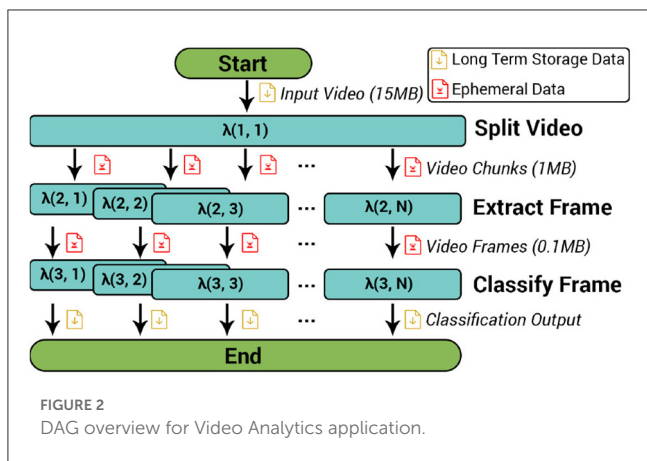 Start
Long Term Storage Data
Ephemeral Data
Input Video (15MB)
λ(1, 1)
Split Video
... Video Chunks (1MB)
λ(2, 1) λ(2, 2) λ(2, 3) ... λ(2, N)
Extract Frame
... Video Frames (0.1MB)
λ(3, 1) λ(3, 2) λ(3, 3) ... λ(3, N)
Classify Frame
... Classification Output
End
FIGURE 2
DAG overview for Video Analytics application.